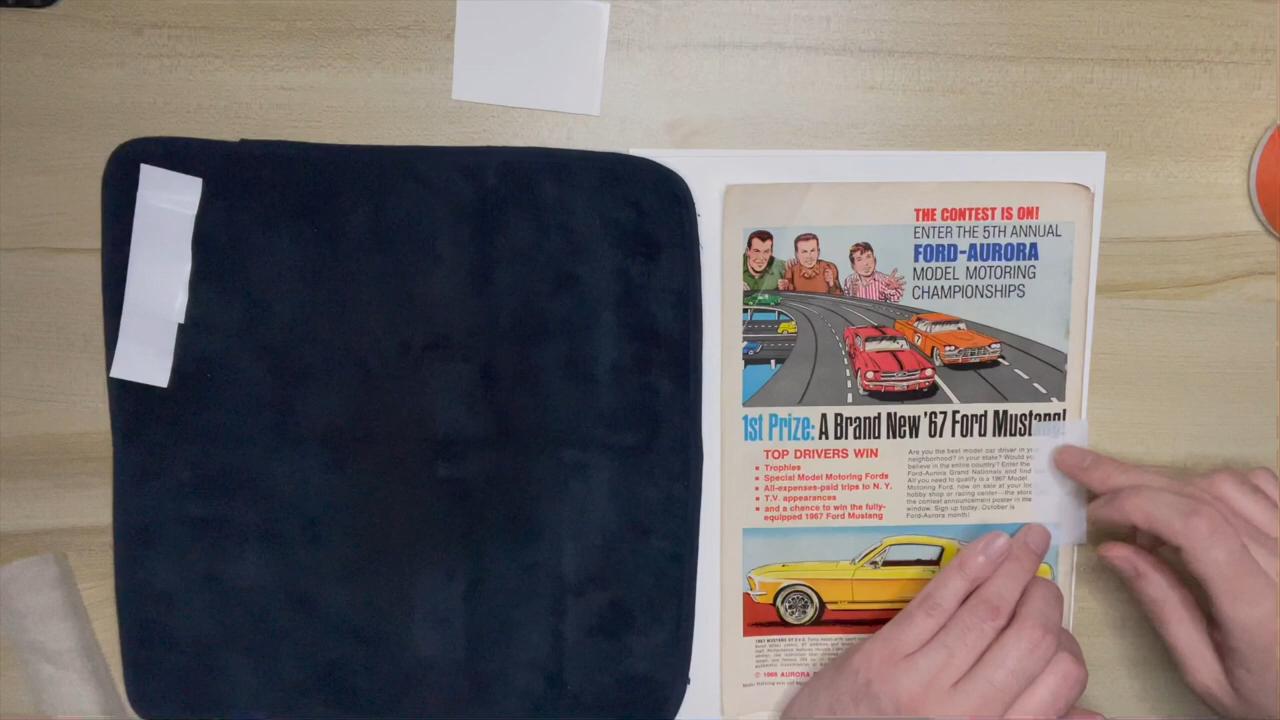 THE CONTEST IS ON!
ENTER THE 5TH ANNUAL
FORD-AURORA
MODEL MOTORING
CHAMPIONSHIPS
7
1st Prize: A Brand New '67 Ford Mustang!
TOP DRIVERS WIN
Trophies
Special Model Motoring Fords
All-expenses-paid trips to N. Y.
T.V. appearances
and a chance to win the fully-
equipped 1967 Ford Mustang
Are you the best model car driver in
neighborhood? in your state? Would
believe in the entire country? Enter the
Ford-Aurora Grand Nationals and find
All you need to qualify is a 1967 Model
Motoring Ford, now on sale at your
hobby shop or racing center—the store
the contest announcement poster in the
window. Sign up today. October is
Ford-Aurora month!
1967 MUSTANG GT
AURORA